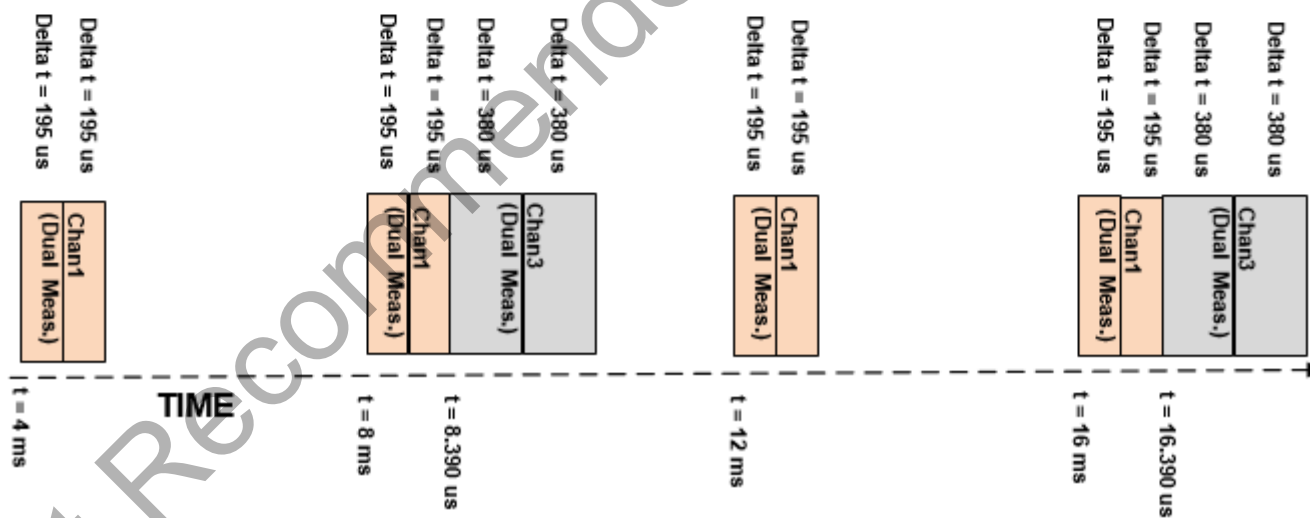 Delta t = 195 us
Delta t = 195 us
Delta t = 195 us
Delta t = 195 us
Delta t = 380 us
Delta t = 380 us
Delta t = 195 us
Delta t = 195 us
Delta t = 195 us
Delta t = 195 us
Delta t = 380 us
Delta t = 380 us
Chan1
(Dual Meas.)
Chan1
(Dual Meas.)
Chan3
(Dual Meas.)
Chan1
(Dual Meas.)
Chan1
(Dual Meas.)
Chan3
(Dual Meas.)
TIME
t = 4 ms
t = 8 ms
t = 8.390 us
t = 12 ms
t = 16 ms
t = 16.390 us
Recommende